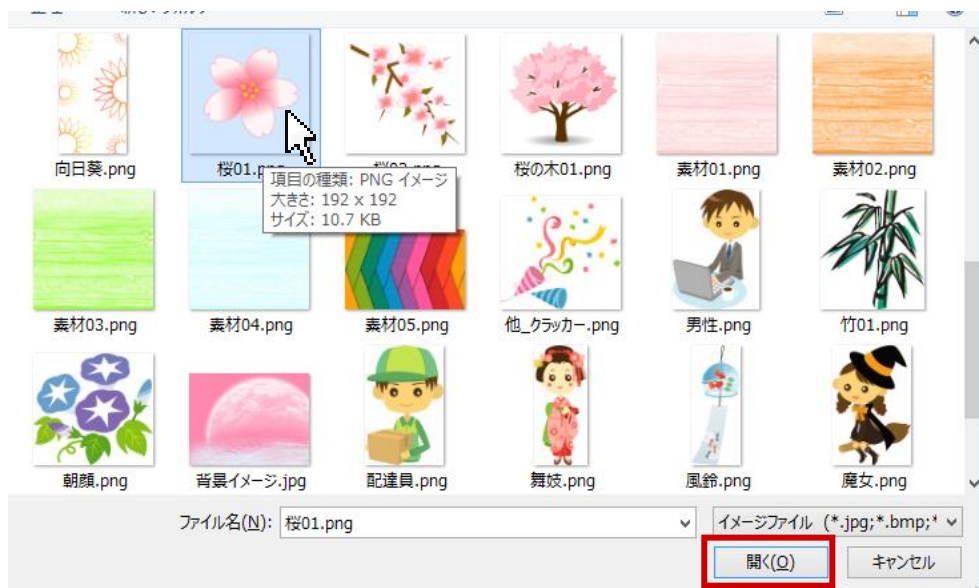 向日葵.png
桜01.png
桜の木01.png
素材01.png
素材02.png
項目の種類: PNG イメージ
大きさ: 192 x 192
サイズ: 10.7 KB
素材03.png
素材04.png
素材05.png
他_クラッカー.png
男性.png
竹01.png
朝顔.png
背景イメージ.jpg
配達員.png
舞妓.png
風鈴.png
魔女.png
ファイル名(N):
桜01.png
イメージファイル (*.jpg;*.bmp;*
開く(O)
キャンセル